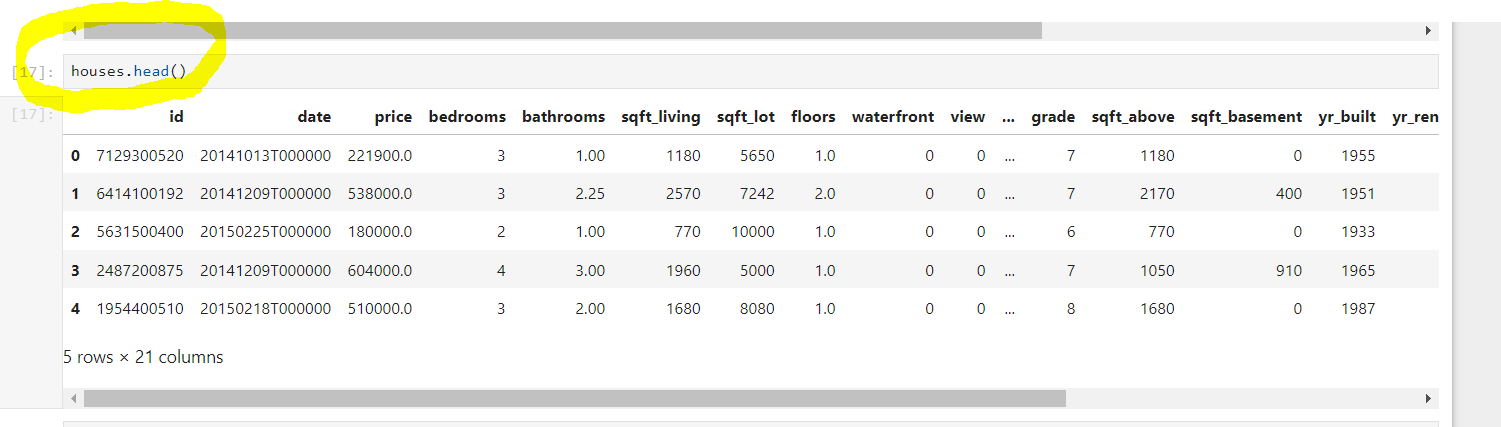 [17]: houses.head()
[17]: id date price bedrooms bathrooms sqft_living sqft_lot floors waterfront view ... grade sqft_above sqft_basement yr_built yr_ren
0 7129300520 20141013T000000 221900.0 3 1.00 1180 5650 1.0 0 0 ... 7 1180 0 1955
1 6414100192 20141209T000000 538000.0 3 2.25 2570 7242 2.0 0 0 ... 7 2170 400 1951
2 5631500400 20150225T000000 180000.0 2 1.00 770 10000 1.0 0 0 ... 6 770 0 1933
3 2487200875 20141209T000000 604000.0 4 3.00 1960 5000 1.0 0 0 ... 7 1050 910 1965
4 1954400510 20150218T000000 510000.0 3 2.00 1680 8080 1.0 0 0 ... 8 1680 0 1987
5 rows × 21 columns